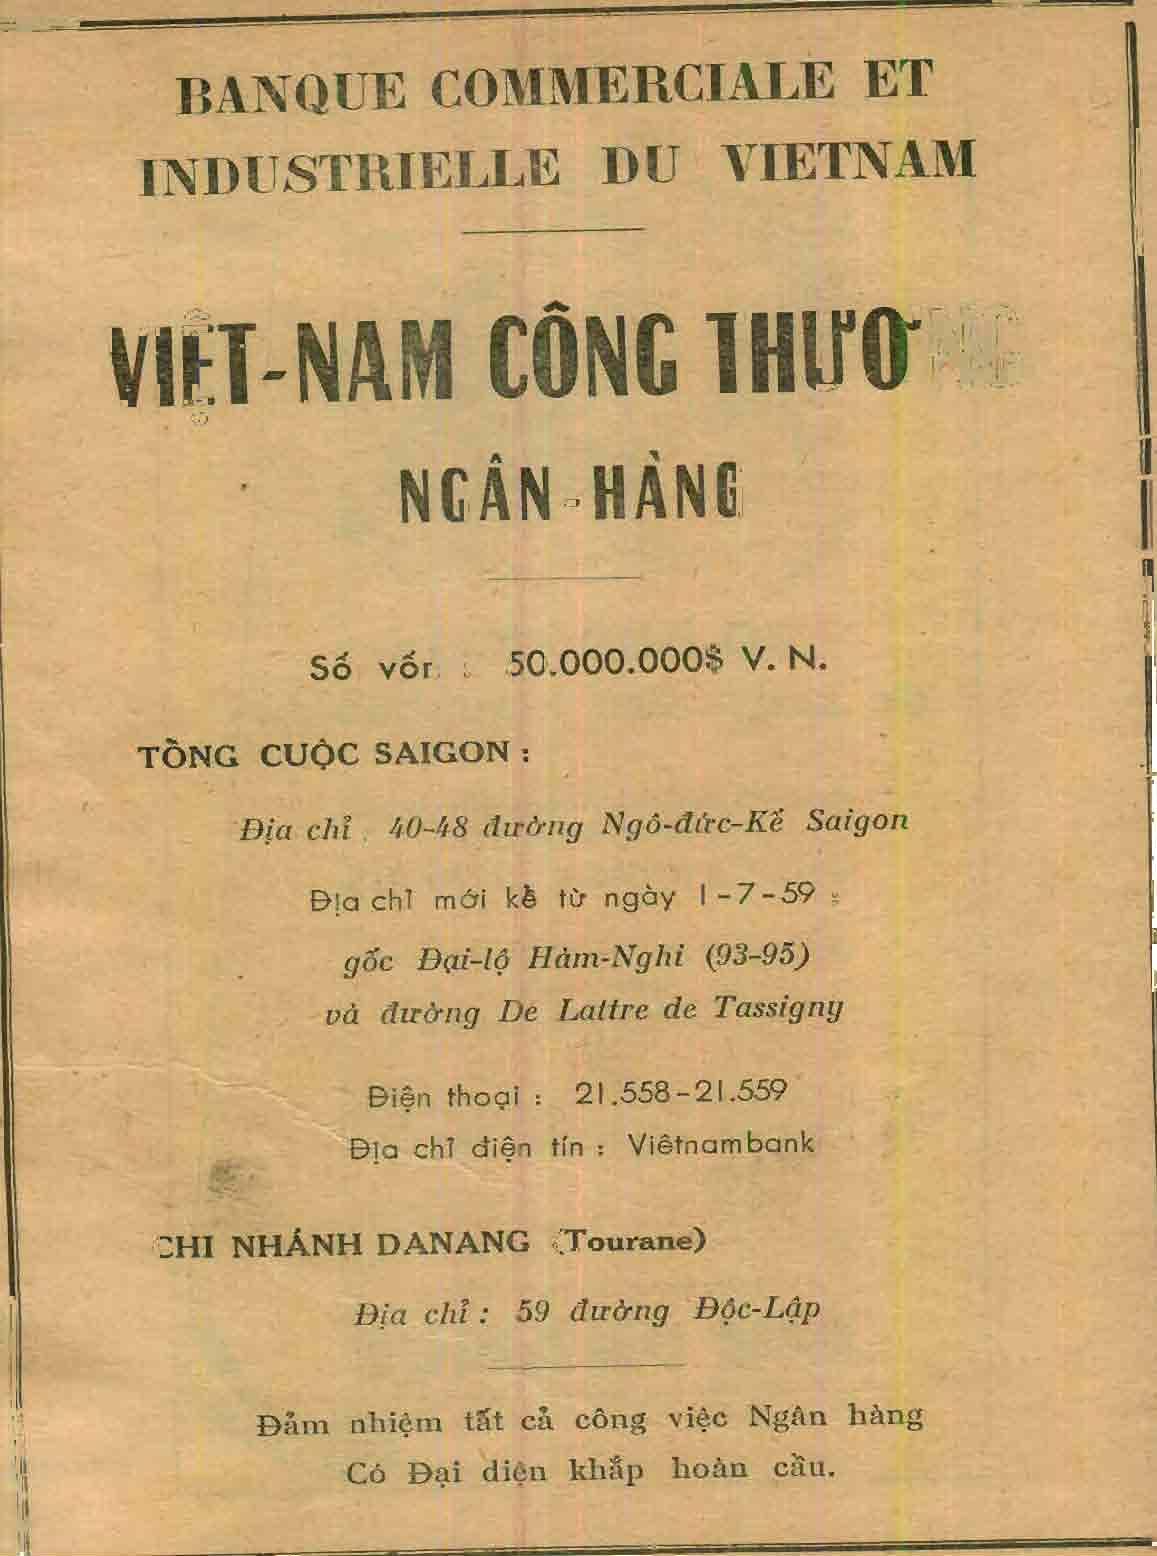 BANQUE COMMERCIALE ET
INDUSTRIELLE DU VIETNAM
VIỆT-NAM CÔNG THƯƠNG
NGÂN-HÀNG
Số vốn : 50.000.000$ V. N.
TỔNG CUỘC SAIGON :
Địa chỉ : 40-48 đường Ngô-đức-Kế Saigon
Địa chỉ mới kể từ ngày 1-7-59 :
gốc Đại-lộ Hàm-Nghi (93-95)
và đường De Lattre de Tassigny
Điện thoại : 21.558-21.559
Địa chỉ điện tín : Viêtnambank
CHI NHÁNH DANANG (Tourane)
Địa chỉ : 59 đường Độc-Lập
Đảm nhiệm tất cả công việc Ngân hàng
Có Đại diện khắp hoàn cầu.